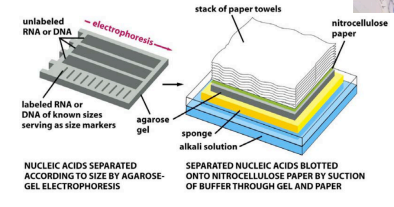 stack of paper towels
unlabeled
RNA or DNA
electrophoresis
nitrocellulose
paper
labeled RNA or
DNA of known sizes
serving as size markers
agarose
gel
sponge
alkali solution
NUCLEIC ACIDS SEPARATED
ACCORDING TO SIZE BY AGAROSE-
GEL ELECTROPHORESIS
SEPARATED NUCLEIC ACIDS BLOTTED
ONTO NITROCELLULOSE PAPER BY SUCTION
OF BUFFER THROUGH GEL AND PAPER